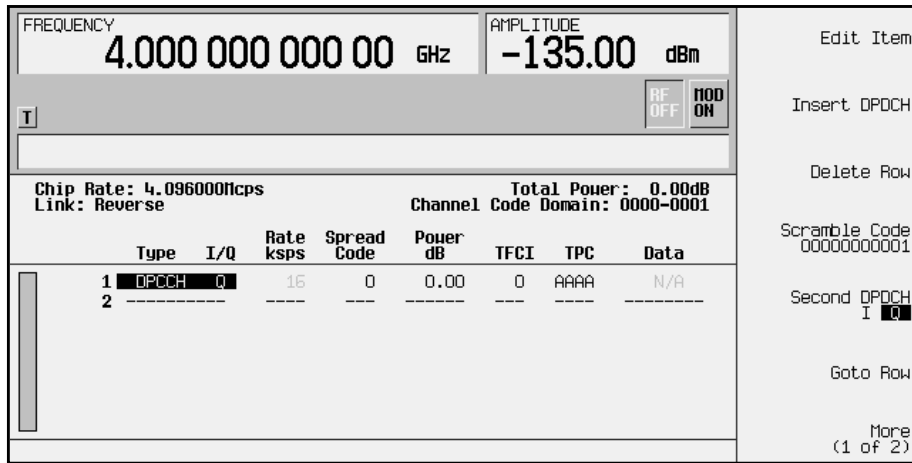 FREQUENCY
4.000 000 000 00 GHz
AMPLITUDE
-135.00 dBm
RF OFF
MOD ON
T
Chip Rate: 4.096000Mcps
Total Power: 0.00dB
Link: Reverse
Channel Code Domain: 0000-0001
Type I/Q Rate ksps Spread Code Power dB TFCI TPC Data
1 DPCCH Q 16 0 0.00 0 AAAA N/A
2 ---------- ---- --- ------ --- ---- --------
Edit Item
Insert DPDCH
Delete Row
Scramble Code
00000000001
Second DPDCH
I Q
Goto Row
More
(1 of 2)